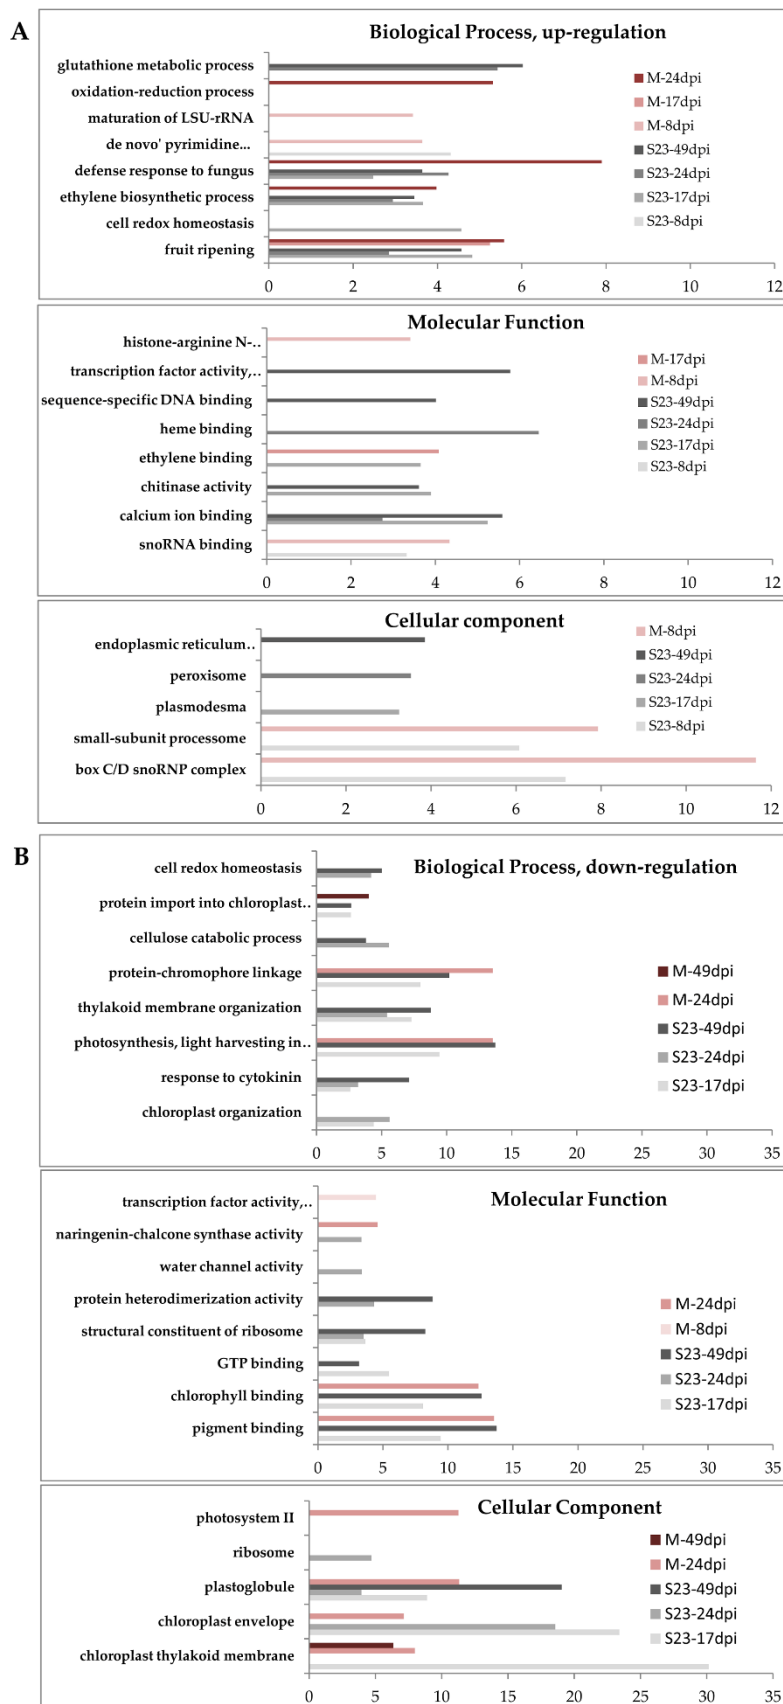 A
Biological Process, up-regulation
glutathione metabolic process
oxidation-reduction process
maturation of LSU-rRNA
de novo' pyrimidine...
defense response to fungus
ethylene biosynthetic process
cell redox homeostasis
fruit ripening
M-24dpi
M-17dpi
M-8dpi
S23-49dpi
S23-24dpi
S23-17dpi
S23-8dpi
0 2 4 6 8 10 12
Molecular Function
histone-arginine N-..
transcription factor activity,..
sequence-specific DNA binding
heme binding
ethylene binding
chitinase activity
calcium ion binding
snoRNA binding
M-17dpi
M-8dpi
S23-49dpi
S23-24dpi
S23-17dpi
S23-8dpi
0 2 4 6 8 10 12
Cellular component
endoplasmic reticulum..
peroxisome
plasmodesma
small-subunit processome
box C/D snoRNP complex
M-8dpi
S23-49dpi
S23-24dpi
S23-17dpi
S23-8dpi
0 2 4 6 8 10 12
B
Biological Process, down-regulation
cell redox homeostasis
protein import into chloroplast..
cellulose catabolic process
protein-chromophore linkage
thylakoid membrane organization
photosynthesis, light harvesting in..
response to cytokinin
chloroplast organization
M-49dpi
M-24dpi
S23-49dpi
S23-24dpi
S23-17dpi
0 5 10 15 20 25 30 35
Molecular Function
transcription factor activity,..
naringenin-chalcone synthase activity
water channel activity
protein heterodimerization activity
structural constituent of ribosome
GTP binding
chlorophyll binding
pigment binding
M-24dpi
M-8dpi
S23-49dpi
S23-24dpi
S23-17dpi
0 5 10 15 20 25 30 35
Cellular Component
photosystem II
ribosome
plastoglobule
chloroplast envelope
chloroplast thylakoid membrane
M-49dpi
M-24dpi
S23-49dpi
S23-24dpi
S23-17dpi
0 5 10 15 20 25 30 35